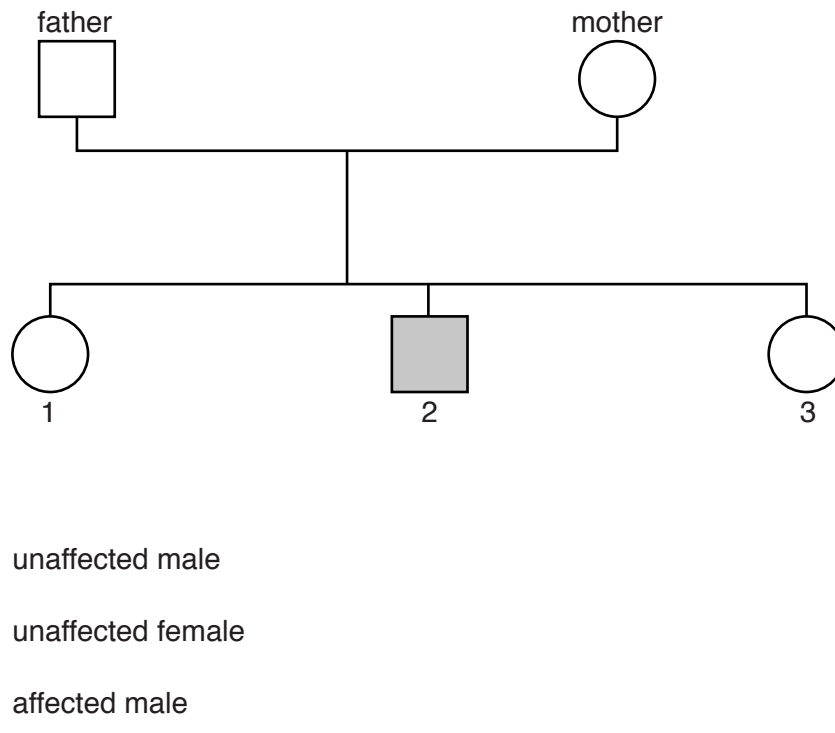 father mother
1 2 3
unaffected male
unaffected female
affected male